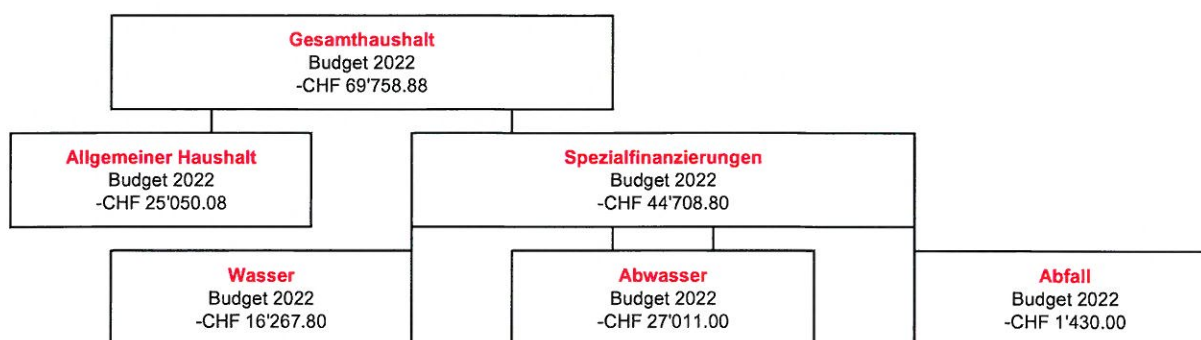 Gesamthaushalt
Budget 2022
-CHF 69'758.88
Allgemeiner Haushalt
Budget 2022
-CHF 25'050.08
Spezialfinanzierungen
Budget 2022
-CHF 44'708.80
Wasser
Budget 2022
-CHF 16'267.80
Abwasser
Budget 2022
-CHF 27'011.00
Abfall
Budget 2022
-CHF 1'430.00